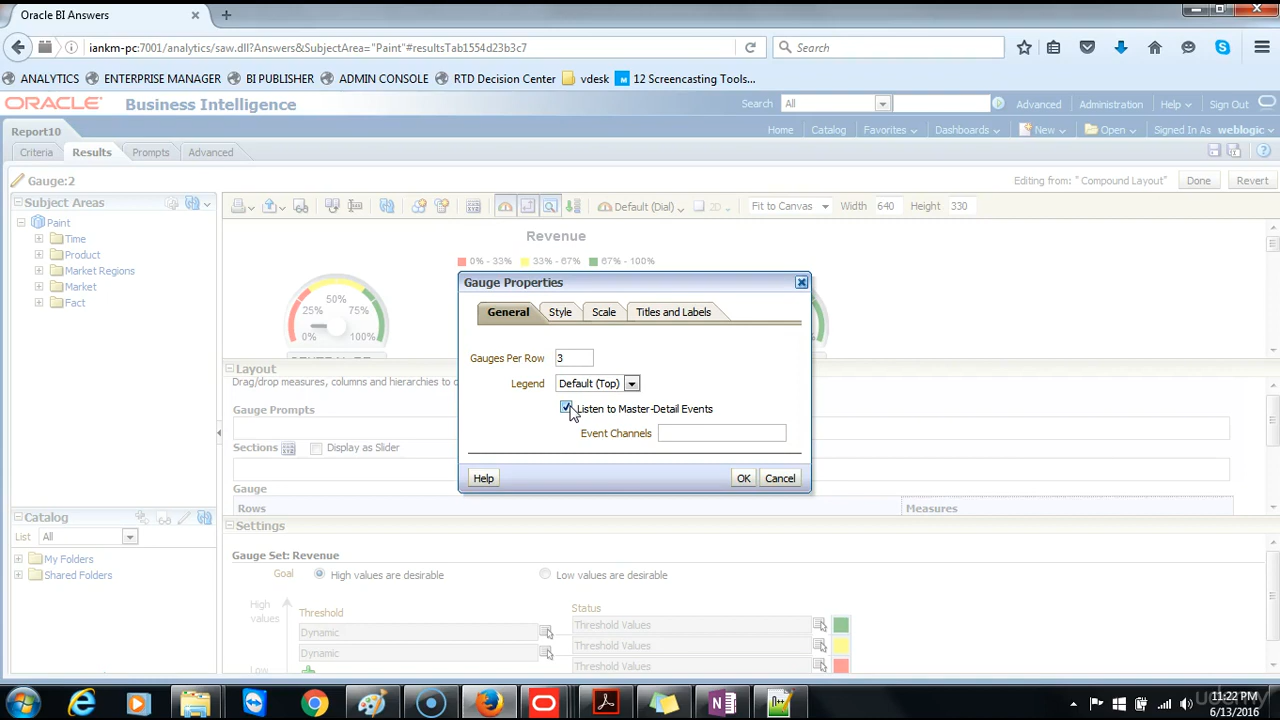 Oracle BI Answers
iankm-pc:7001/analytics/saw.dll?Answers&SubjectArea="Paint"#resultsTab1554d23b3c7
Search
ANALYTICS
ENTERPRISE MANAGER
BI PUBLISHER
ADMIN CONSOLE
RTD Decision Center
vdesk
12 Screencasting Tools...
ORACLE
Business Intelligence
Search
All
Advanced
Administration
Help
Sign Out
Report10
Home
Catalog
Favorites
Dashboards
New
Open
Signed In As weblogic
Criteria
Results
Prompts
Advanced
Gauge:2
Editing from: "Compound Layout"
Done
Revert
Subject Areas
Default (Dial)
2D
Fit to Canvas
Width
640
Height
330
Paint
Time
Product
Market Regions
Market
Fact
Revenue
0% - 33%
33% - 67%
67% - 100%
50%
25%
75%
0%
100%
Gauge Properties
General
Style
Scale
Titles and Labels
Gauges Per Row
3
Legend
Default (Top)
Listen to Master-Detail Events
Event Channels
Help
OK
Cancel
Layout
Drag/drop measures, columns and hierarchies to
Gauge Prompts
Sections
Display as Slider
Gauge
Rows
Measures
Catalog
List
All
My Folders
Shared Folders
Settings
Gauge Set: Revenue
Goal
High values are desirable
Low values are desirable
High
values
Threshold
Status
Dynamic
Threshold Values
Threshold Values
Dynamic
Low
Threshold Values
11:22 PM
6/13/2016
udemy